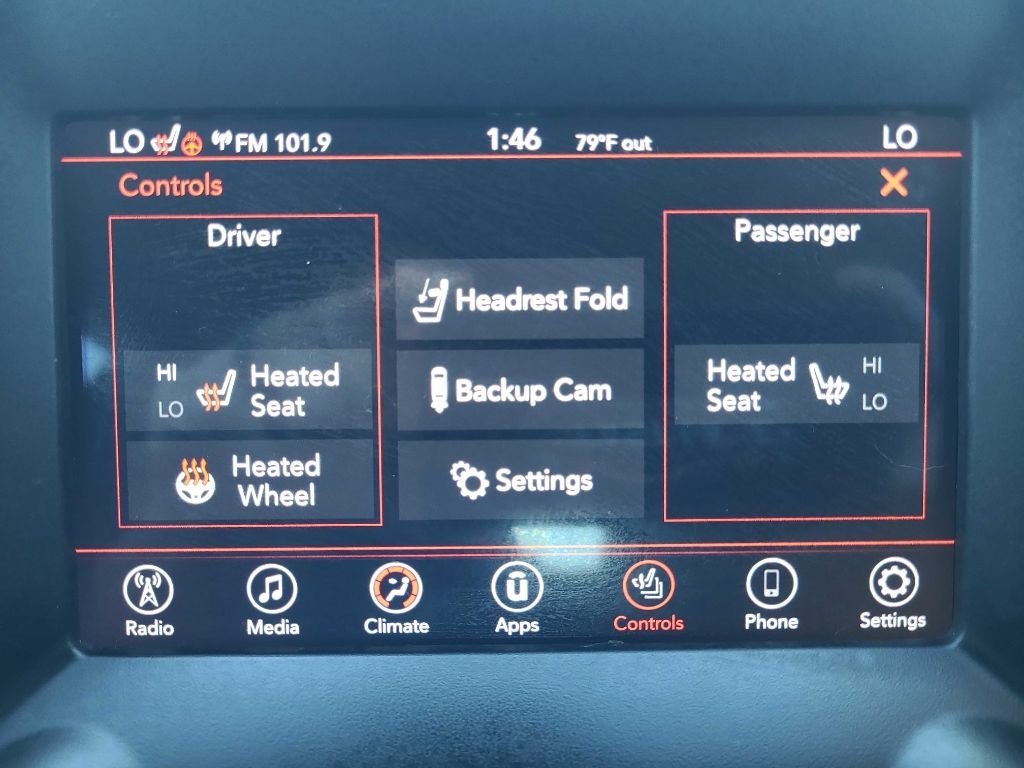 LO FM 101.9 1:46 79°F out LO
Controls
Driver
HI
LO
Heated
Seat
Heated
Wheel
Headrest Fold
Backup Cam
Settings
Passenger
Heated
Seat
HI
LO
Radio Media Climate Apps Controls Phone Settings